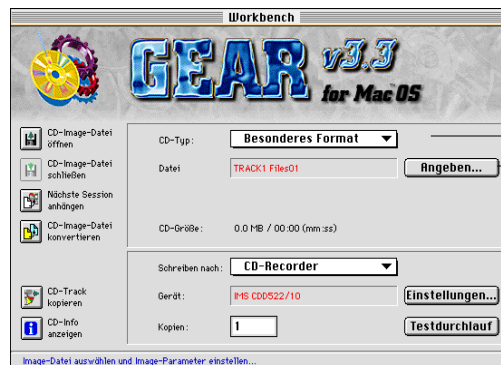 Workbench
GEAR v3.3
for Mac OS
CD-Image-Datei
öffnen
CD-Image-Datei
schließen
Nächste Session
anhängen
CD-Image-Datei
konvertieren
CD-Track
kopieren
CD-Info
anzeigen
CD-Typ: Besonderes Format
Datei TRACK1 Files01 Angeben...
CD-Größe: 0.0 MB / 00:00 (mm:ss)
Schreiben nach: CD-Recorder
Gerät: IMS CDD522/10 Einstellungen...
Kopien: 1 Testdurchlauf
Image-Datei auswählen und Image-Parameter einstellen...